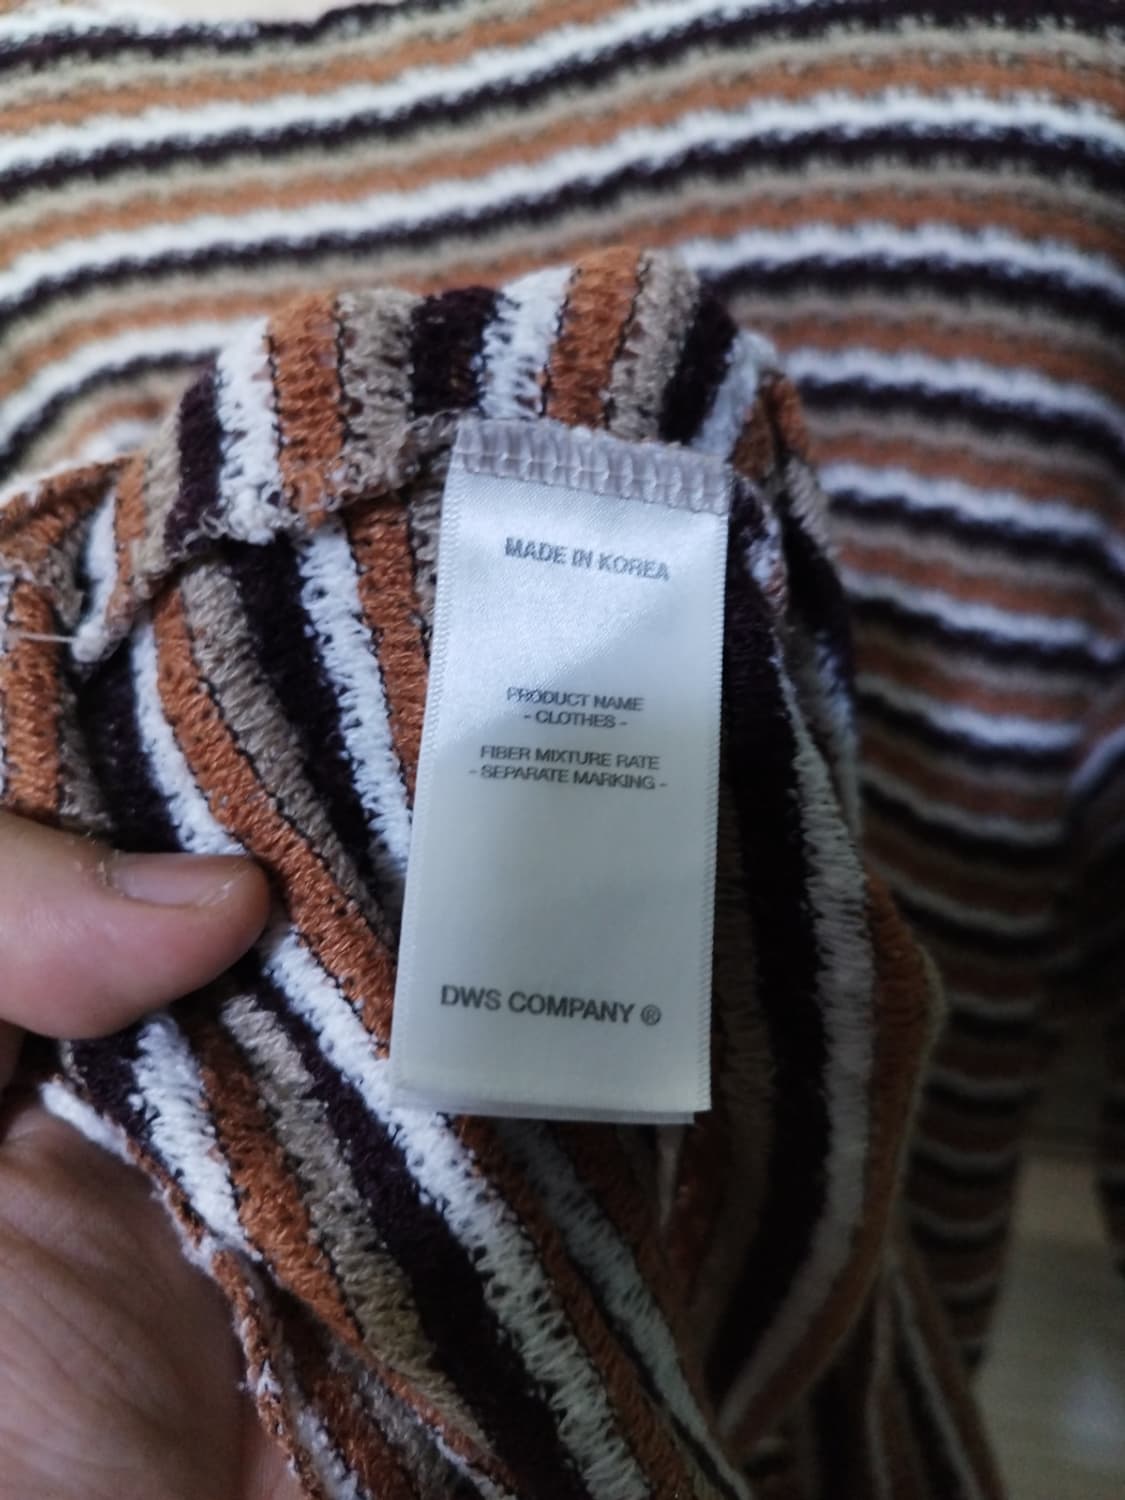 MADE IN KOREA
PRODUCT NAME
- CLOTHES -
FIBER MIXTURE RATE
- SEPARATE MARKING -
DWS COMPANY ®